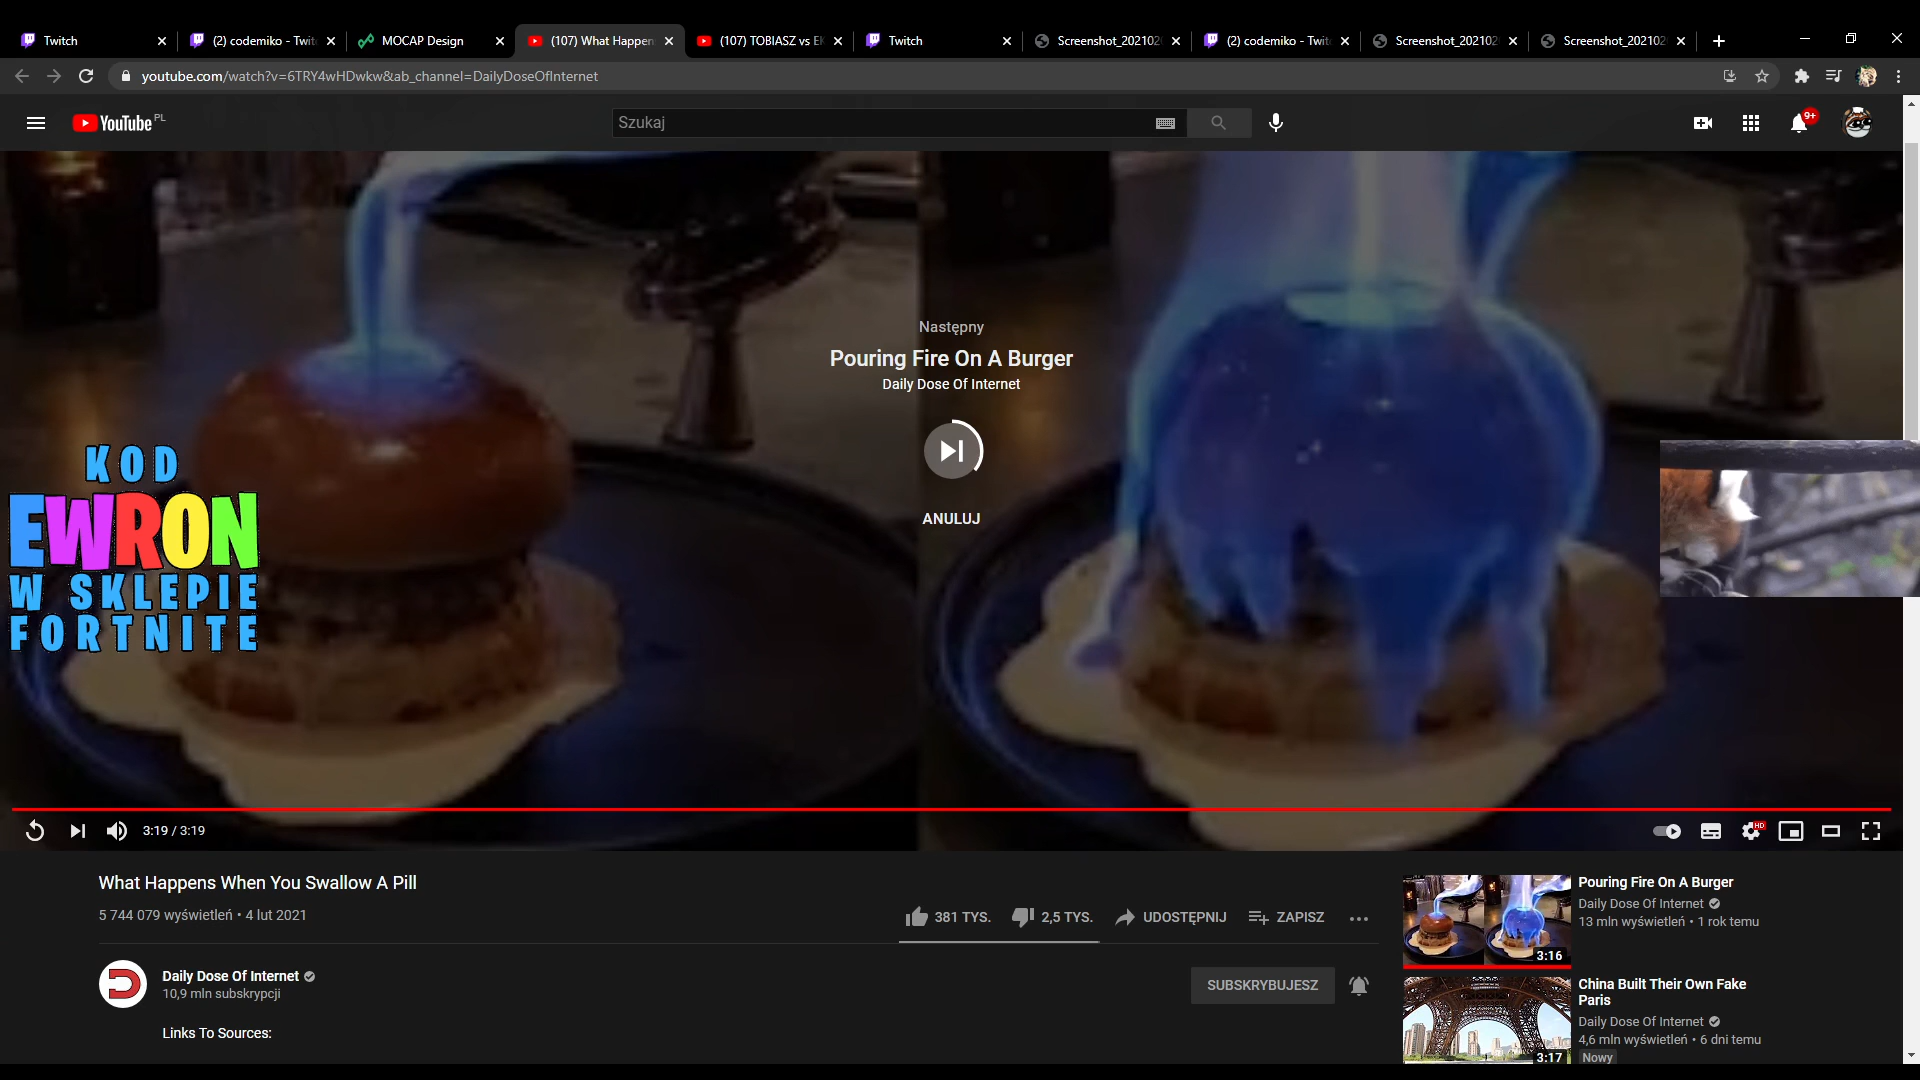 Twitch
(2) codemiko - Twitc
MOCAP Design
(107) What Happen
(107) TOBIASZ vs EK
Twitch
Screenshot_202102
(2) codemiko - Twitc
Screenshot_202102
Screenshot_202102
youtube.com/watch?v=6TRY4wHDwkw&ab_channel=DailyDoseOfInternet
YouTube PL
Szukaj
9+
Następny
Pouring Fire On A Burger
Daily Dose Of Internet
ANULUJ
KOD
EWRON
W SKLEPIE
FORTNITE
3:19 / 3:19
HD
What Happens When You Swallow A Pill
5 744 079 wyświetleń • 4 lut 2021
381 TYS.
2,5 TYS.
UDOSTĘPNIJ
ZAPISZ
Daily Dose Of Internet
10,9 mln subskrypcji
SUBSKRYBUJESZ
Links To Sources:
3:16
Pouring Fire On A Burger
Daily Dose Of Internet
13 mln wyświetleń • 1 rok temu
3:17
China Built Their Own Fake
Paris
Daily Dose Of Internet
4,6 mln wyświetleń • 6 dni temu
Nowy